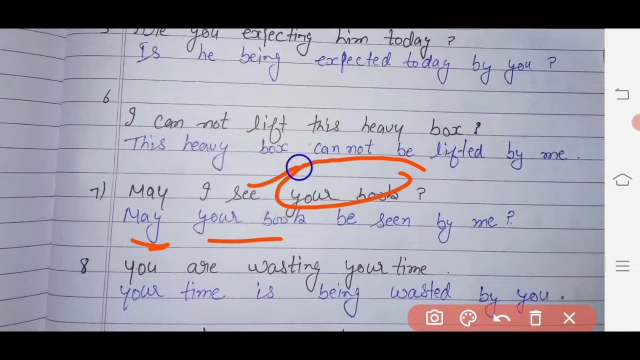 5 Are you expecting him today?
Is he being expected today by you?
6
I can not lift this heavy box?
This heavy box cannot be lifted by me.
7) May I see your book?
May your book be seen by me?
8 you are wasting your time.
your time is being wasted by you.